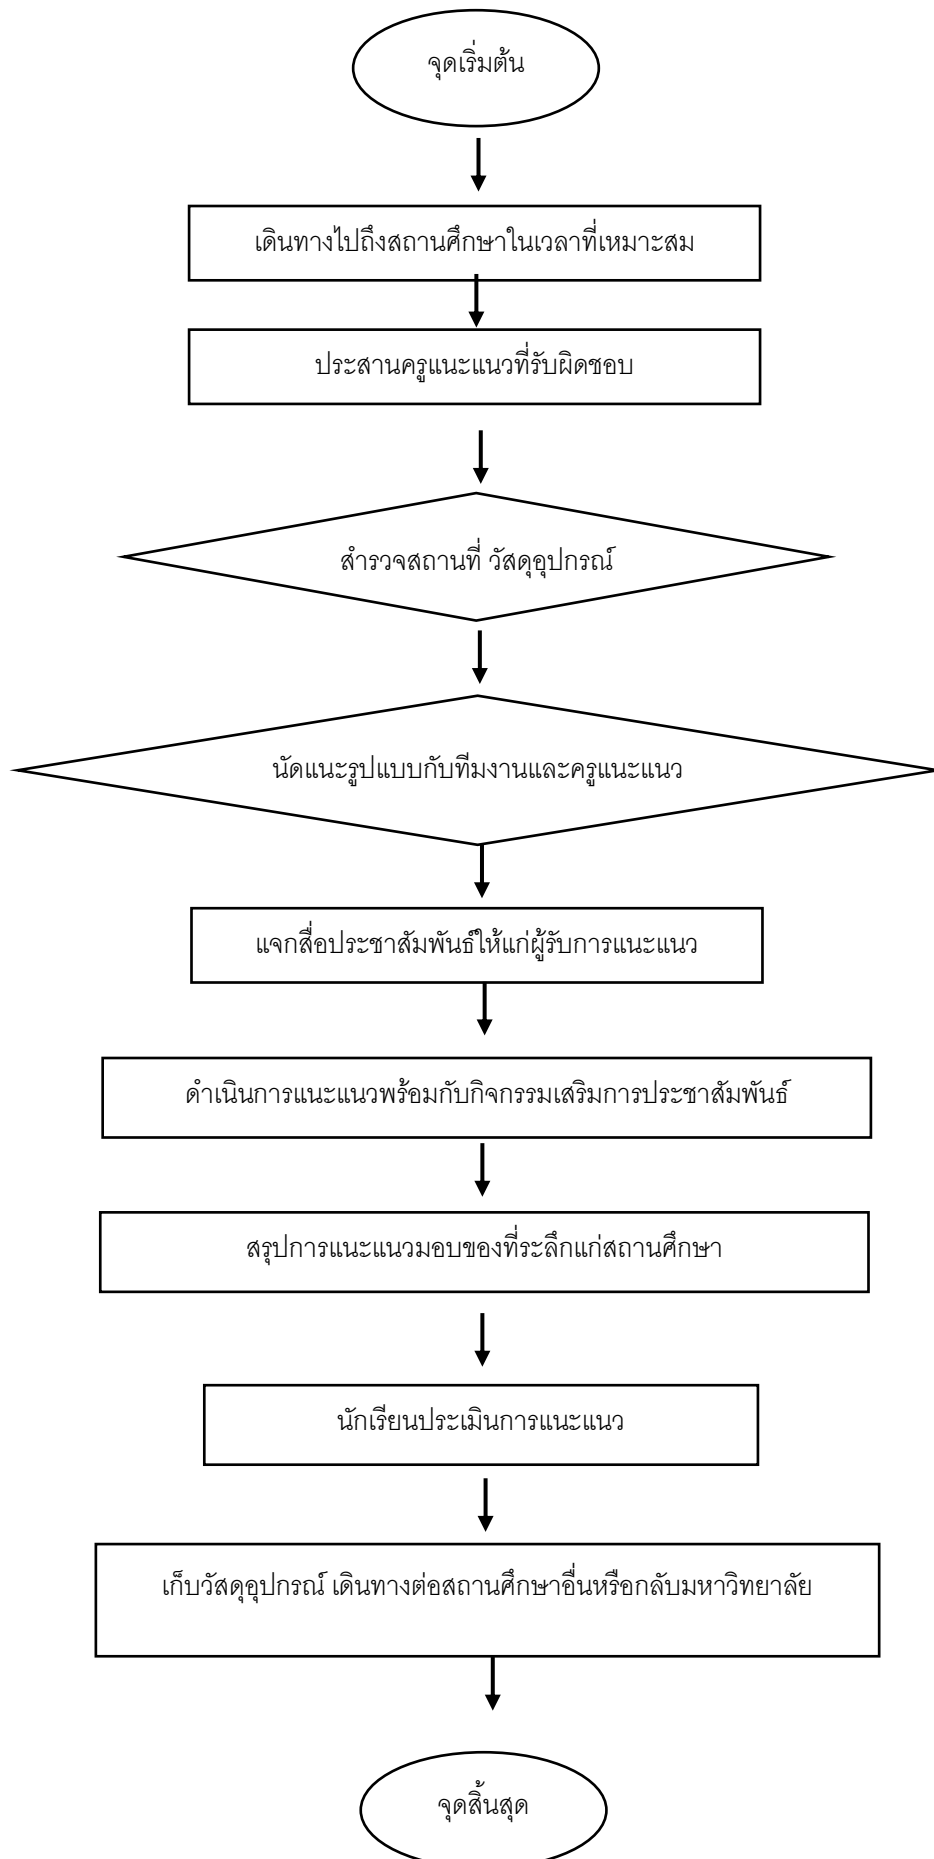 จุดเริ่มต้น
เดินทางไปถึงสถานศึกษาในเวลาที่เหมาะสม
ประสานครูแนะแนวที่รับผิดชอบ
สำรวจสถานที่ วัสดุอุปกรณ์
นัดแนะรูปแบบกับทีมงานและครูแนะแนว
แจกสื่อประชาสัมพันธ์ให้แก่ผู้รับการแนะแนว
ดำเนินการแนะแนวพร้อมกับกิจกรรมเสริมการประชาสัมพันธ์
สรุปการแนะแนวมอบของที่ระลึกแก่สถานศึกษา
นักเรียนประเมินการแนะแนว
เก็บวัสดุอุปกรณ์ เดินทางต่อสถานศึกษาอื่นหรือกลับมหาวิทยาลัย
จุดสิ้นสุด